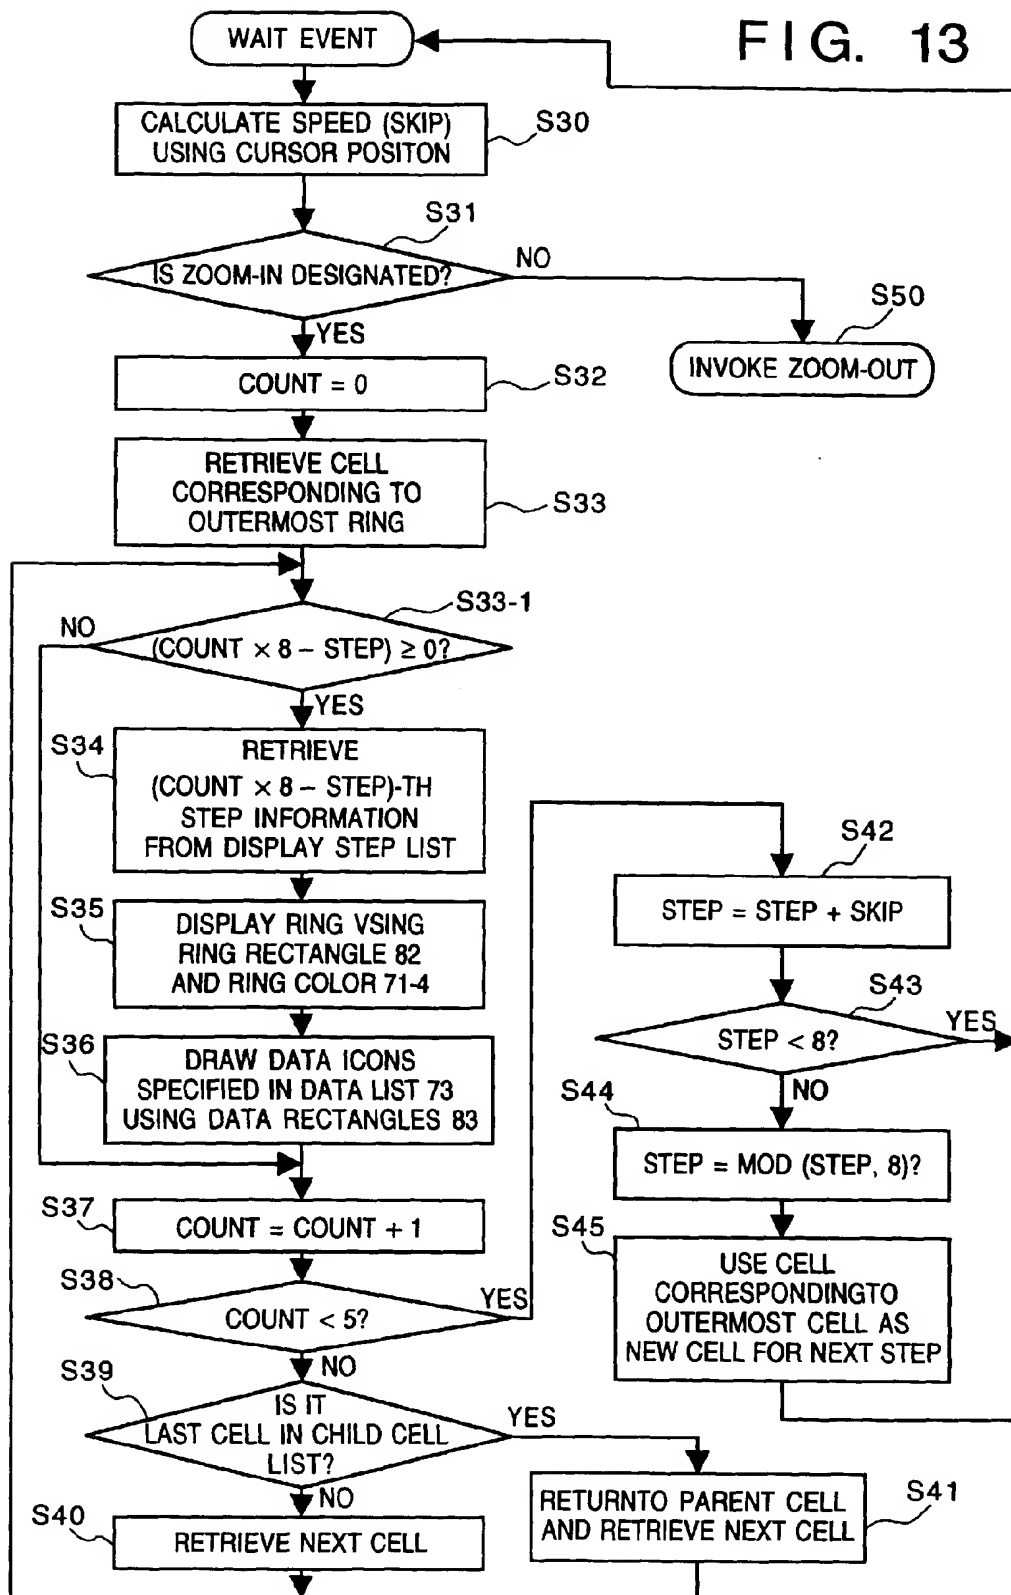 FIG. 13
WAIT EVENT
CALCULATE SPEED (SKIP)
USING CURSOR POSITON
S30
S31
IS ZOOM-IN DESIGNATED?
NO
YES
S50
INVOKE ZOOM-OUT
COUNT = 0
S32
RETRIEVE CELL
CORRESPONDING TO
OUTERMOST RING
S33
S33-1
NO
(COUNT × 8 – STEP) ≥ 0?
YES
S34
RETRIEVE
(COUNT × 8 – STEP)-TH
STEP INFORMATION
FROM DISPLAY STEP LIST
S35
DISPLAY RING VSING
RING RECTANGLE 82
AND RING COLOR 71-4
S36
DRAW DATA ICONS
SPECIFIED IN DATA LIST 73
USING DATA RECTANGLES 83
S37
COUNT = COUNT + 1
S38
COUNT < 5?
YES
NO
S39
IS IT
LAST CELL IN CHILD CELL
LIST?
YES
NO
S40
RETRIEVE NEXT CELL
RETURNTO PARENT CELL
AND RETRIEVE NEXT CELL
S41
S42
STEP = STEP + SKIP
S43
STEP < 8?
YES
NO
S44
STEP = MOD (STEP, 8)?
S45
USE CELL
CORRESPONDINGTO
OUTERMOST CELL AS
NEW CELL FOR NEXT STEP